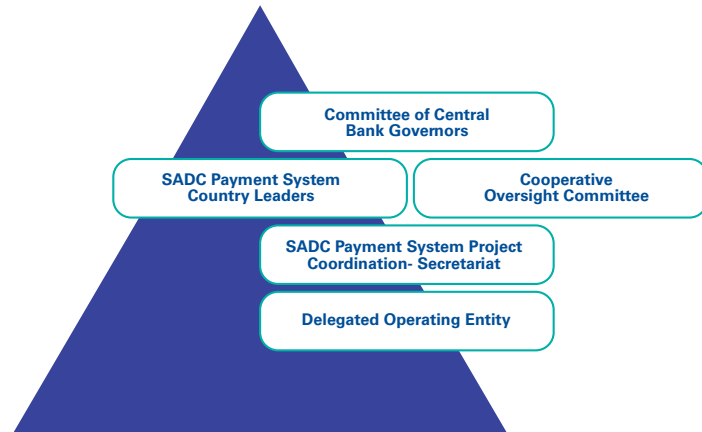 Committee of Central
Bank Governors
SADC Payment System
Country Leaders
Cooperative
Oversight Committee
SADC Payment System Project
Coordination- Secretariat
Delegated Operating Entity